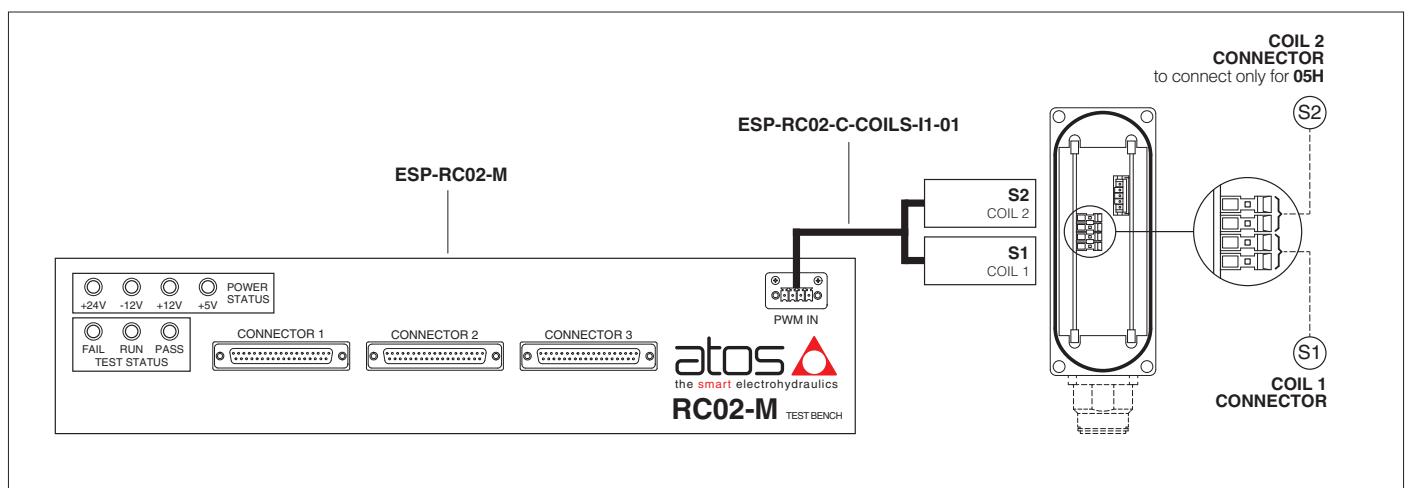 COIL 2
CONNECTOR
to connect only for 05H
S2
ESP-RC02-C-COILS-I1-01
ESP-RC02-M
S2
COIL 2
S1
COIL 1
+24V -12V +12V +5V
POWER
STATUS
FAIL RUN PASS
TEST STATUS
CONNECTOR 1
CONNECTOR 2
CONNECTOR 3
PWM IN
atos
the smart electrohydraulics
RC02-M TEST BENCH
S1
COIL 1
CONNECTOR